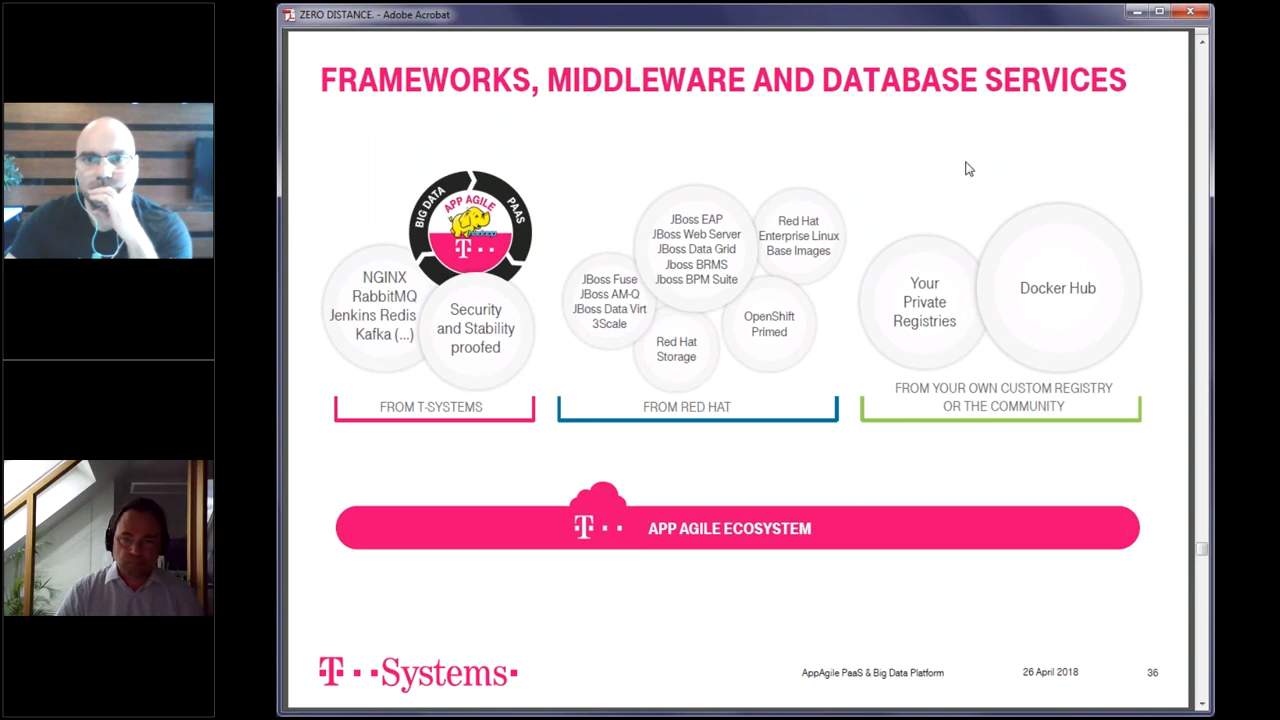 ZERO DISTANCE. - Adobe Acrobat
FRAMEWORKS, MIDDLEWARE AND DATABASE SERVICES
BIG DATA
PAAS
APP AGILE
hadoop
T
NGINX
RabbitMQ
Jenkins Redis
Kafka (...)
Security
and Stability
proofed
FROM T-SYSTEMS
JBoss EAP
JBoss Web Server
JBoss Data Grid
Jboss BRMS
Jboss BPM Suite
Red Hat
Enterprise Linux
Base Images
JBoss Fuse
JBoss AM-Q
JBoss Data Virt
3Scale
OpenShift
Primed
Red Hat
Storage
FROM RED HAT
Your
Private
Registries
Docker Hub
FROM YOUR OWN CUSTOM REGISTRY
OR THE COMMUNITY
T APP AGILE ECOSYSTEM
T Systems
AppAgile PaaS & Big Data Platform
26 April 2018
36